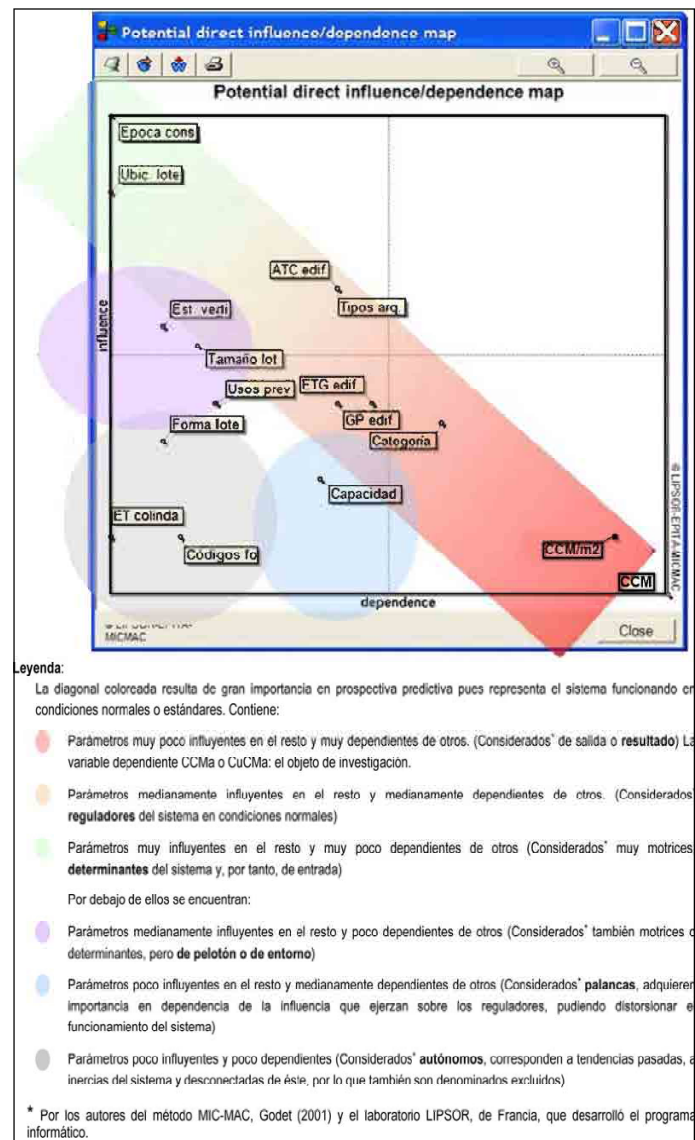 Potential direct influence/dependence map
Potential direct influence/dependence map
Epoca cons
Ubic. lote
ATC edif
Tipos arq.
Est. verti
Tamaño lot
Usos prev
ETG edif
GP edif
Forma lote
Categoría
Capacidad
ET colinda
Códigos fo
CCM/m2
CCM
influence
dependence
© LIPSOR-EPITA-MICMAC
© LIPSOR-EPITA-
MICMAC
Close
Leyenda:
La diagonal coloreada resulta de gran importancia en prospectiva predictiva pues representa el sistema funcionando en
condiciones normales o estándares. Contiene:
Parámetros muy poco influyentes en el resto y muy dependientes de otros. (Considerados* de salida o resultado) La
variable dependiente CCMa o CuCMa: el objeto de investigación.
Parámetros medianamente influyentes en el resto y medianamente dependientes de otros. (Considerados*
reguladores del sistema en condiciones normales)
Parámetros muy influyentes en el resto y muy poco dependientes de otros (Considerados* muy motrices
determinantes del sistema y, por tanto, de entrada)
Por debajo de ellos se encuentran:
Parámetros medianamente influyentes en el resto y poco dependientes de otros (Considerados* también motrices o
determinantes, pero de pelotón o de entorno)
Parámetros poco influyentes en el resto y medianamente dependientes de otros (Considerados* palancas, adquieren
importancia en dependencia de la influencia que ejerzan sobre los reguladores, pudiendo distorsionar e
funcionamiento del sistema)
Parámetros poco influyentes y poco dependientes (Considerados* autónomos, corresponden a tendencias pasadas, a
inercias del sistema y desconectadas de éste, por lo que también son denominados excluidos)
* Por los autores del método MIC-MAC, Godet (2001) y el laboratorio LIPSOR, de Francia, que desarrolló el programa
informático.